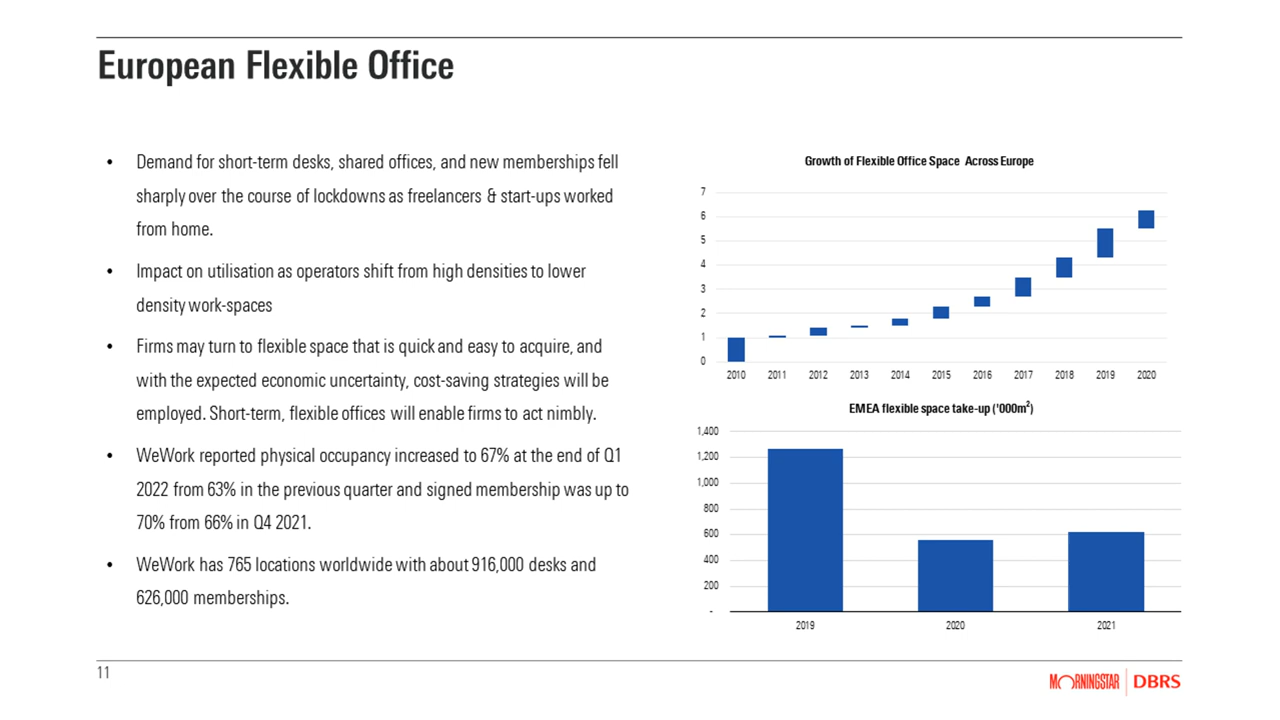 European Flexible Office
• Demand for short-term desks, shared offices, and new memberships fell
sharply over the course of lockdowns as freelancers & start-ups worked
from home.
• Impact on utilisation as operators shift from high densities to lower
density work-spaces
• Firms may turn to flexible space that is quick and easy to acquire, and
with the expected economic uncertainty, cost-saving strategies will be
employed. Short-term, flexible offices will enable firms to act nimbly.
• WeWork reported physical occupancy increased to 67% at the end of Q1
2022 from 63% in the previous quarter and signed membership was up to
70% from 66% in Q4 2021.
• WeWork has 765 locations worldwide with about 916,000 desks and
626,000 memberships.
Growth of Flexible Office Space Across Europe
7
6
5
4
3
2
1
0
2010 2011 2012 2013 2014 2015 2016 2017 2018 2019 2020
EMEA flexible space take-up ('000m²)
1,400
1,200
1,000
800
600
400
200
-
2019 2020 2021
11
MORNINGSTAR | DBRS